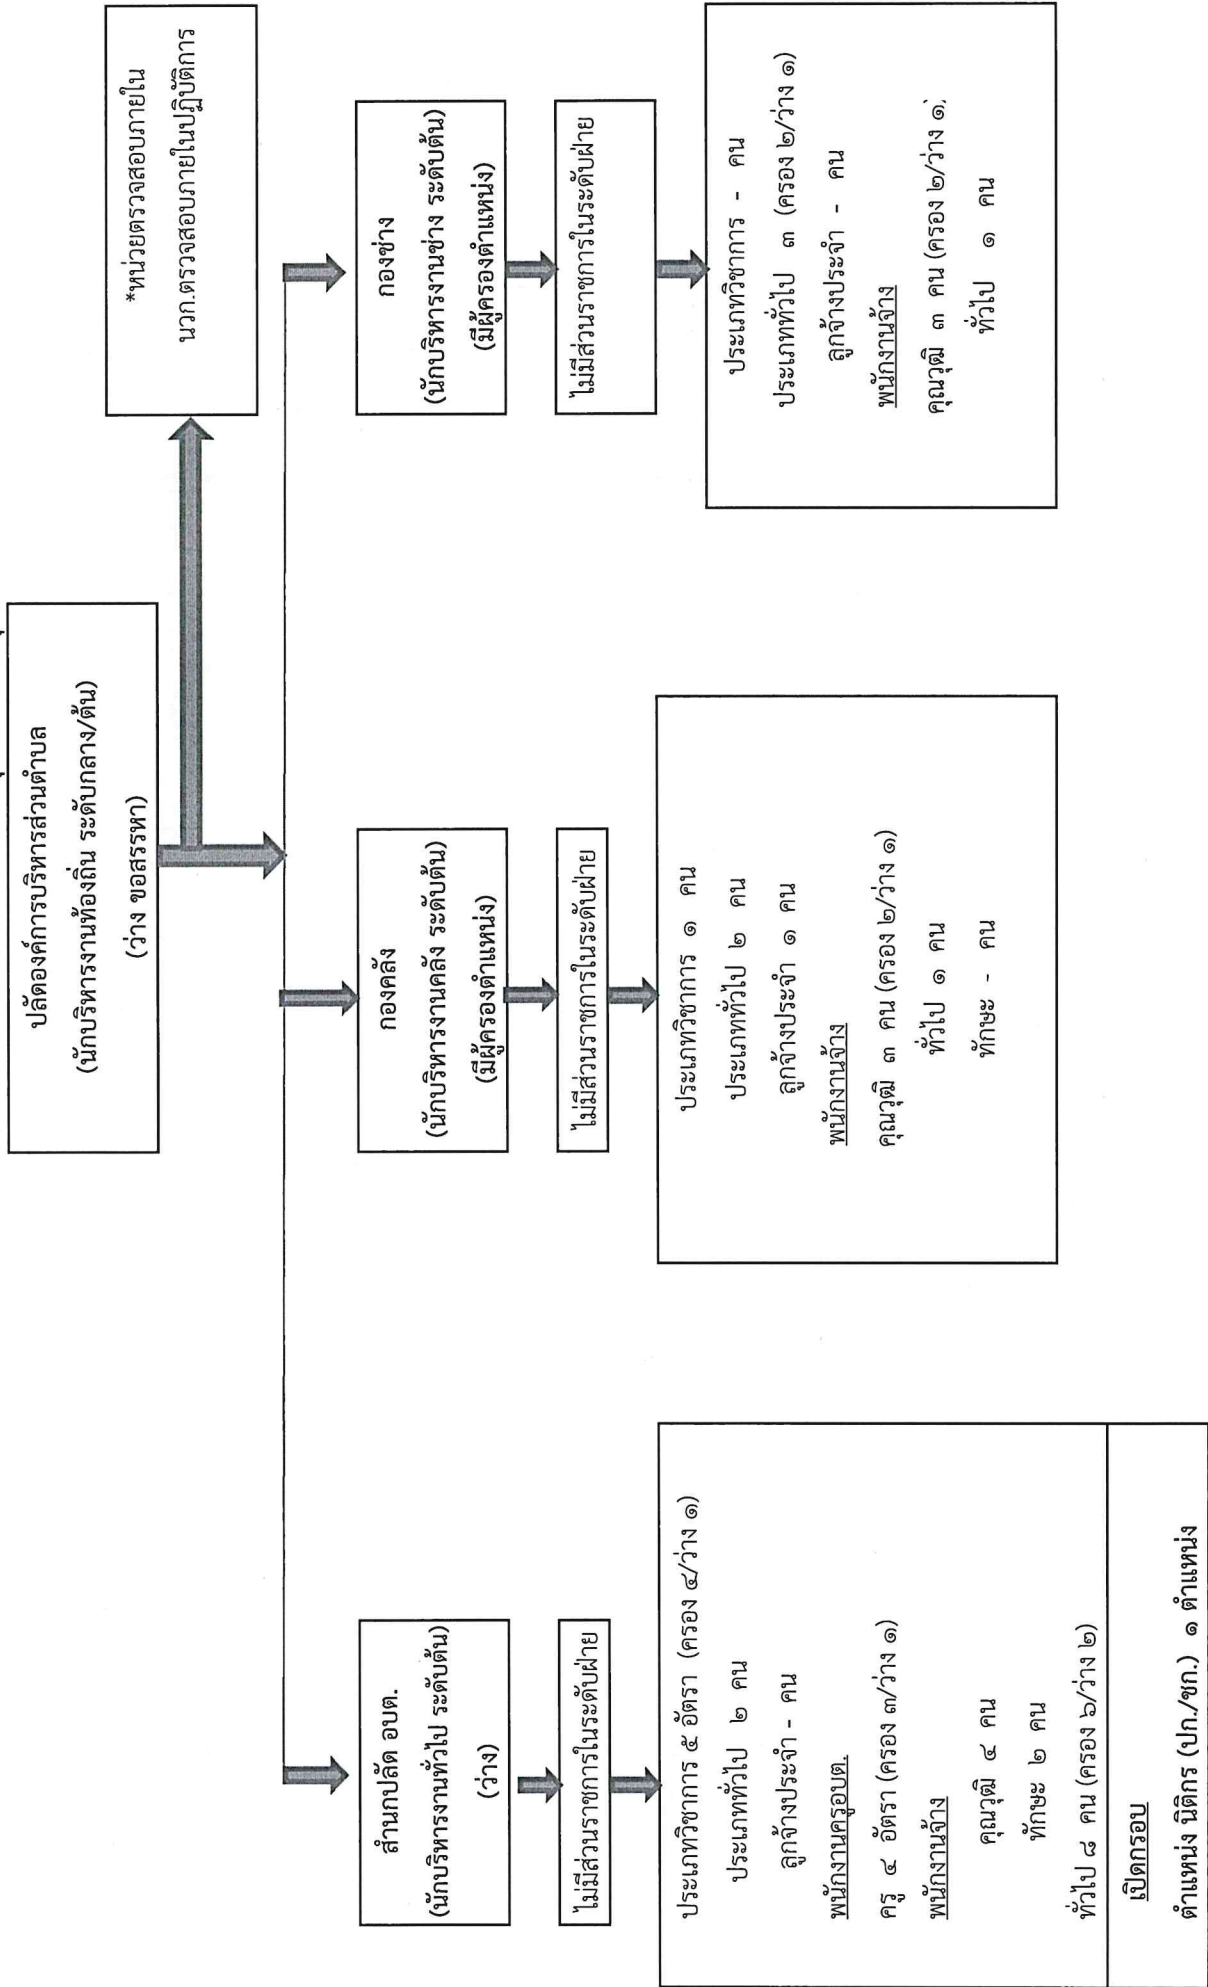 ปลัดองค์การบริหารส่วนตำบล
(นักบริหารงานท้องถิ่น ระดับกลาง/ต้น)
(ว่าง ขอสรรหา)
*หน่วยตรวจสอบภายใน
นวก.ตรวจสอบภายในปฏิบัติการ
สำนกปลัด อบต.
(นักบริหารงานทั่วไป ระดับต้น)
(ว่าง)
ไม่มีส่วนราชการในระดับฝ่าย
ประเภทวิชาการ ๕ อัตรา (ครอง ๔/ว่าง ๑)
ประเภททั่วไป ๒ คน
ลูกจ้างประจำ - คน
พนักงานครูอบต.
ครู ๔ อัตรา (ครอง ๓/ว่าง ๑)
พนักงานจ้าง
คุณวุฒิ ๔ คน
ทักษะ ๒ คน
ทั่วไป ๘ คน (ครอง ๖/ว่าง ๒)
เปิดกรอบ
ตำแหน่ง นิติกร (ปก./ชก.) ๑ ตำแหน่ง
กองคลัง
(นักบริหารงานคลัง ระดับต้น)
(มีผู้ครองตำแหน่ง)
ไม่มีส่วนราชการในระดับฝ่าย
ประเภทวิชาการ ๑ คน
ประเภททั่วไป ๒ คน
ลูกจ้างประจำ ๑ คน
พนักงานจ้าง
คุณวุฒิ ๓ คน (ครอง ๒/ว่าง ๑)
ทั่วไป ๑ คน
ทักษะ - คน
กองช่าง
(นักบริหารงานช่าง ระดับต้น)
(มีผู้ครองตำแหน่ง)
ไม่มีส่วนราชการในระดับฝ่าย
ประเภทวิชาการ - คน
ประเภททั่วไป ๓ (ครอง ๒/ว่าง ๑)
ลูกจ้างประจำ - คน
พนักงานจ้าง
คุณวุฒิ ๓ คน (ครอง ๒/ว่าง ๑)
ทั่วไป ๑ คน